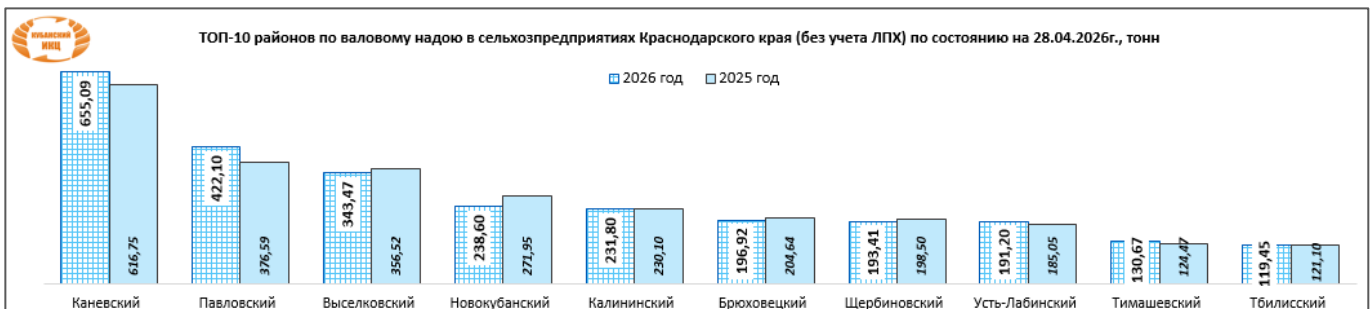 КУБАНСКИЙ
ИКЦ
ТОП-10 районов по валовому надою в сельхозпредприятиях Краснодарского края (без учета ЛПХ) по состоянию на 28.04.2026г., тонн
2026 год 2025 год
655,09 616,75 422,10 376,59 343,47 356,52 238,60 271,95 231,80 230,10 196,92 204,64 193,41 198,50 191,20 185,05 130,67 124,47 119,45 121,10
Каневский Павловский Выселковский Новокубанский Калининский Брюховецкий Щербиновский Усть-Лабинский Тимашевский Тбилисский